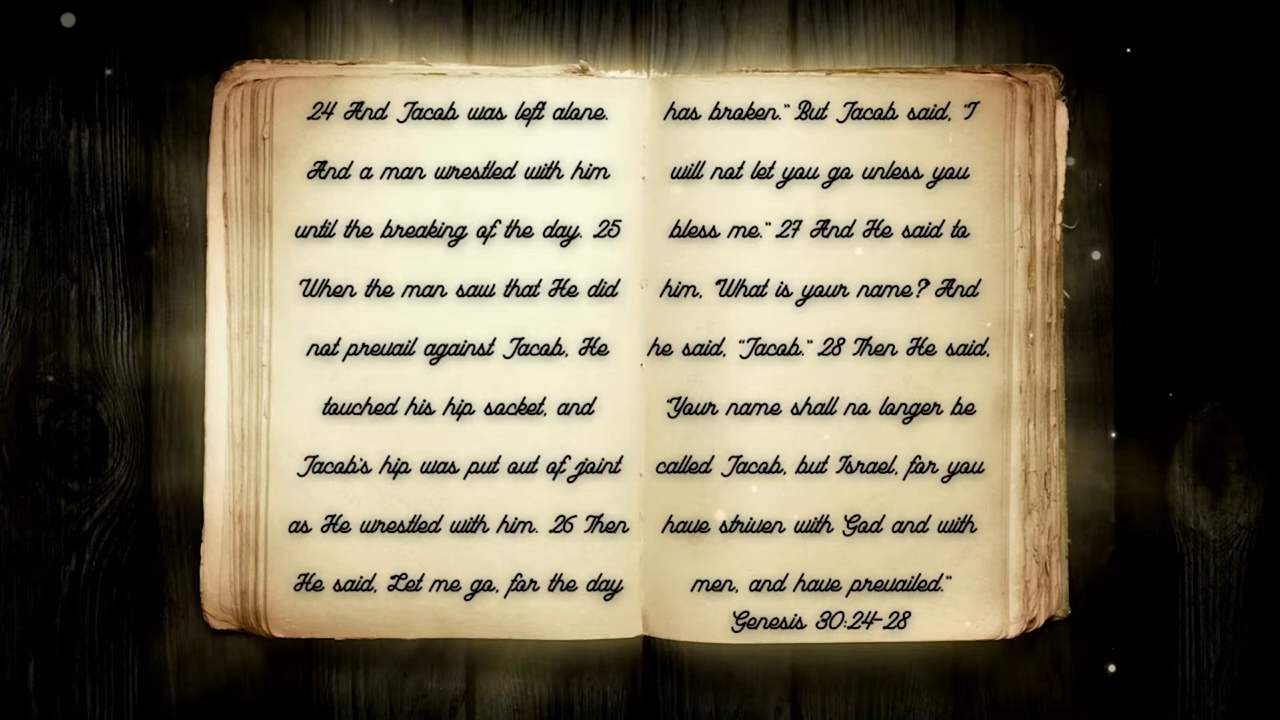 24 And Jacob was left alone.
And a man wrestled with him
until the breaking of the day. 25
When the man saw that He did
not prevail against Jacob, He
touched his hip socket, and
Jacob's hip was put out of joint
as He wrestled with him. 26 Then
He said, Let me go, for the day
has broken." But Jacob said, "I
will not let you go unless you
bless me." 27 And He said to
him, "What is your name? And
he said, "Jacob." 28 Then He said,
"Your name shall no longer be
called Jacob, but Israel, for you
have striven with God and with
men, and have prevailed."
Genesis 30:24-28